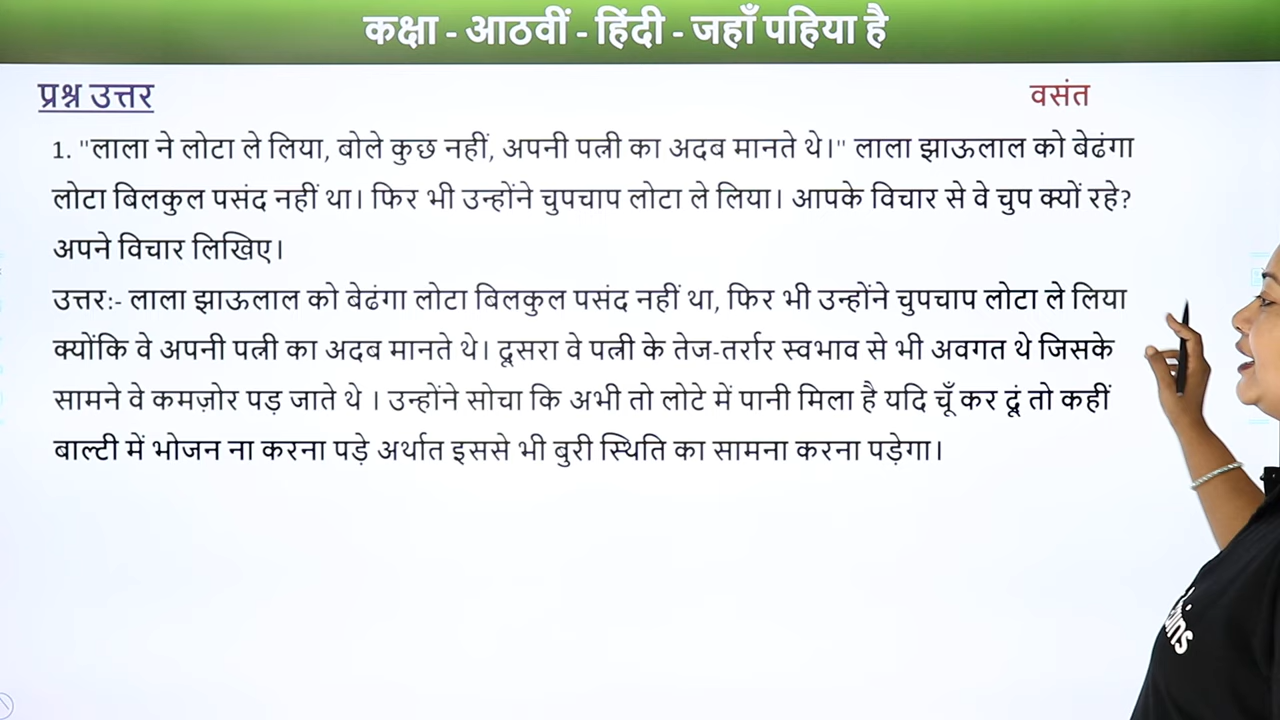 कक्षा - आठवीं - हिंदी - जहाँ पहिया है
प्रश्न उत्तर
वसंत
1. "लाला ने लोटा ले लिया, बोले कुछ नहीं, अपनी पत्नी का अदब मानते थे।" लाला झाऊलाल को बेढंगा
लोटा बिलकुल पसंद नहीं था। फिर भी उन्होंने चुपचाप लोटा ले लिया। आपके विचार से वे चुप क्यों रहे?
अपने विचार लिखिए।
उत्तर:- लाला झाऊलाल को बेढंगा लोटा बिलकुल पसंद नहीं था, फिर भी उन्होंने चुपचाप लोटा ले लिया
क्योंकि वे अपनी पत्नी का अदब मानते थे। दूसरा वे पत्नी के तेज-तर्रार स्वभाव से भी अवगत थे जिसके
सामने वे कमज़ोर पड़ जाते थे । उन्होंने सोचा कि अभी तो लोटे में पानी मिला है यदि चूँ कर दूं तो कहीं
बाल्टी में भोजन ना करना पड़े अर्थात इससे भी बुरी स्थिति का सामना करना पड़ेगा।